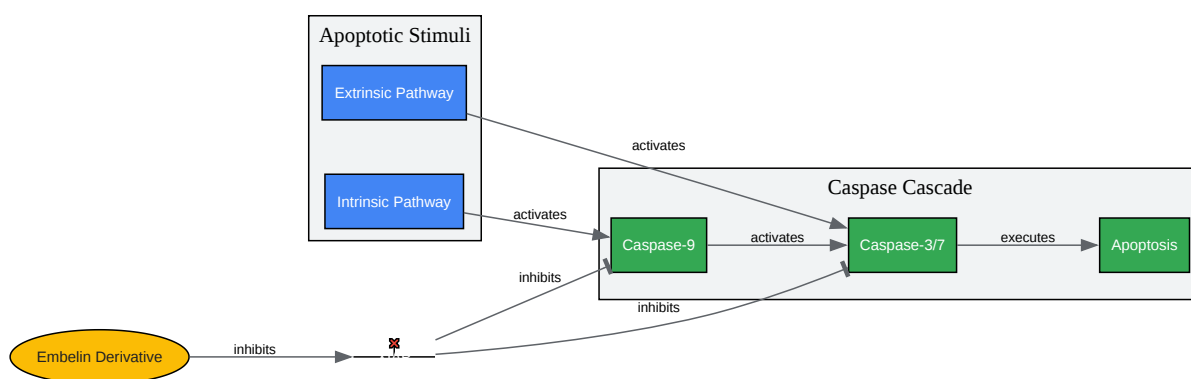 Apoptotic Stimuli
Extrinsic Pathway
activates
Caspase Cascade
Intrinsic Pathway
activates
Caspase-9
activates
Caspase-3/7
executes
Apoptosis
inhibits
inhibits
Embelin Derivative
inhibits